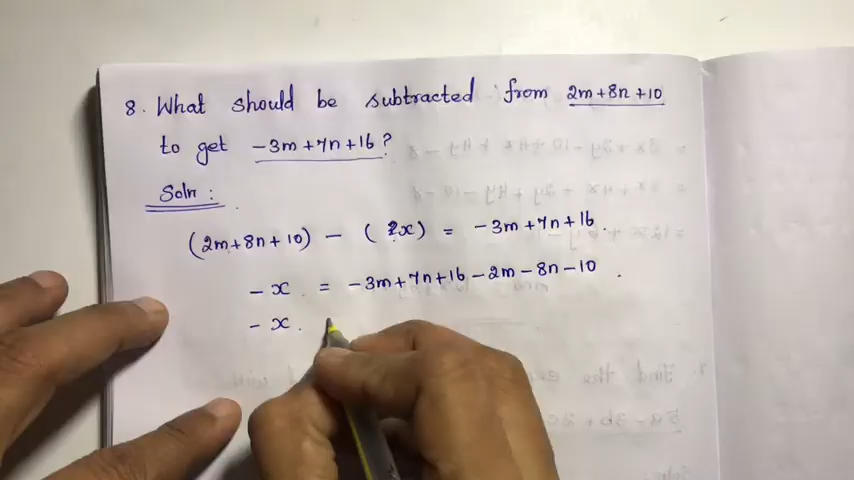 8. What should be subtracted from 2m+8n+10
to get -3m+7n+16?
Soln :
(2m+8n+10) - ( ?x) = -3m+7n+16.
-x = -3m+7n+16-2m-8n-10.
-x.